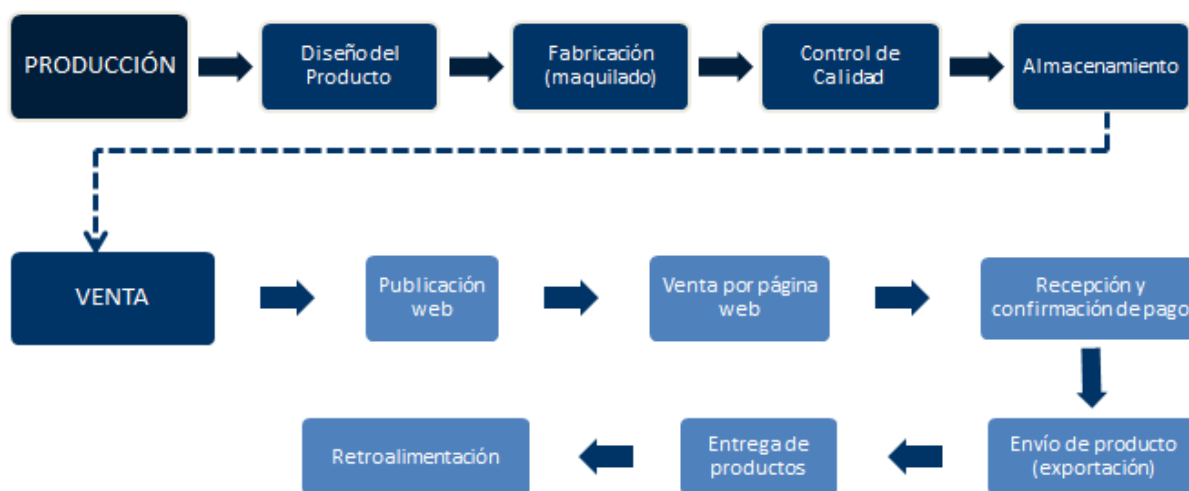 PRODUCCIÓN
Diseño del
Producto
Fabricación
(maquilado)
Control de
Calidad
Almacenamiento
VENTA
Publicación
web
Venta por página
web
Recepción y
confirmación de pago
Envío de producto
(exportación)
Entrega de
productos
Retroalimentación